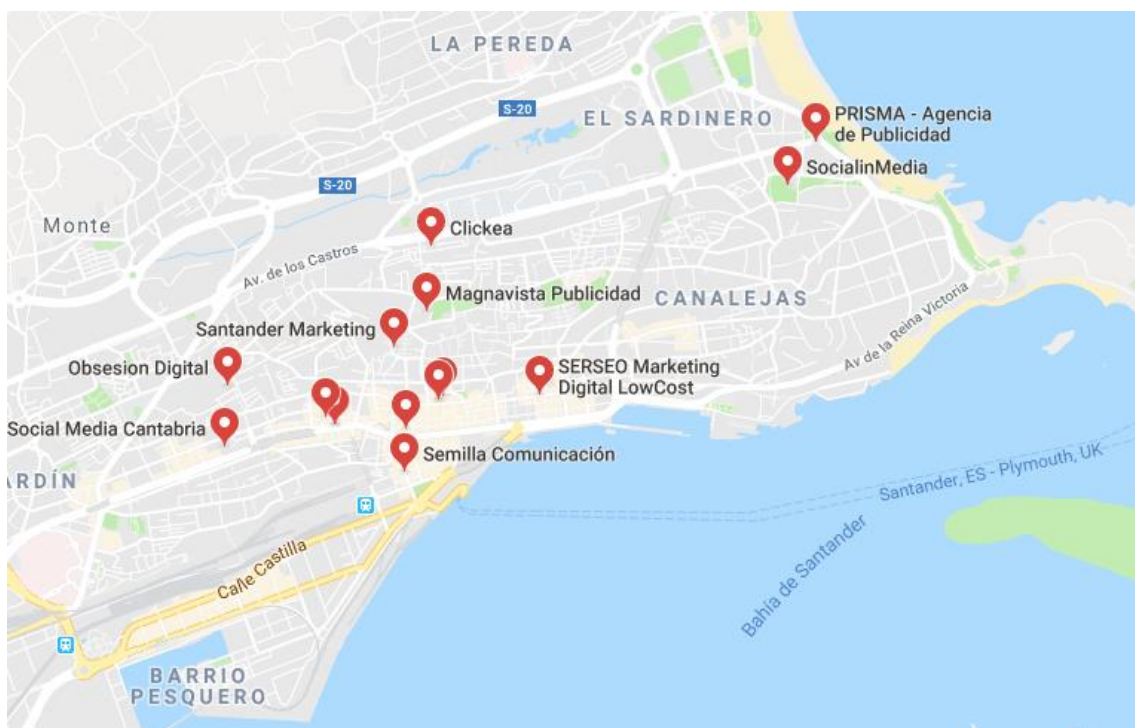 LA PEREDA
S-20
EL SARDINERO
PRISMA - Agencia
de Publicidad
SocialinMedia
S-20
Monte
Clickea
Av. de los Castros
Magnavista Publicidad
CANALEJAS
Santander Marketing
Av de la Reina Victoria
Obsesion Digital
SERSEO Marketing
Digital LowCost
Social Media Cantabria
Semilla Comunicación
ARDÍN
Santander, ES - Plymouth, UK
Bahía de Santander
Calle Castilla
BARRIO
PESQUERO